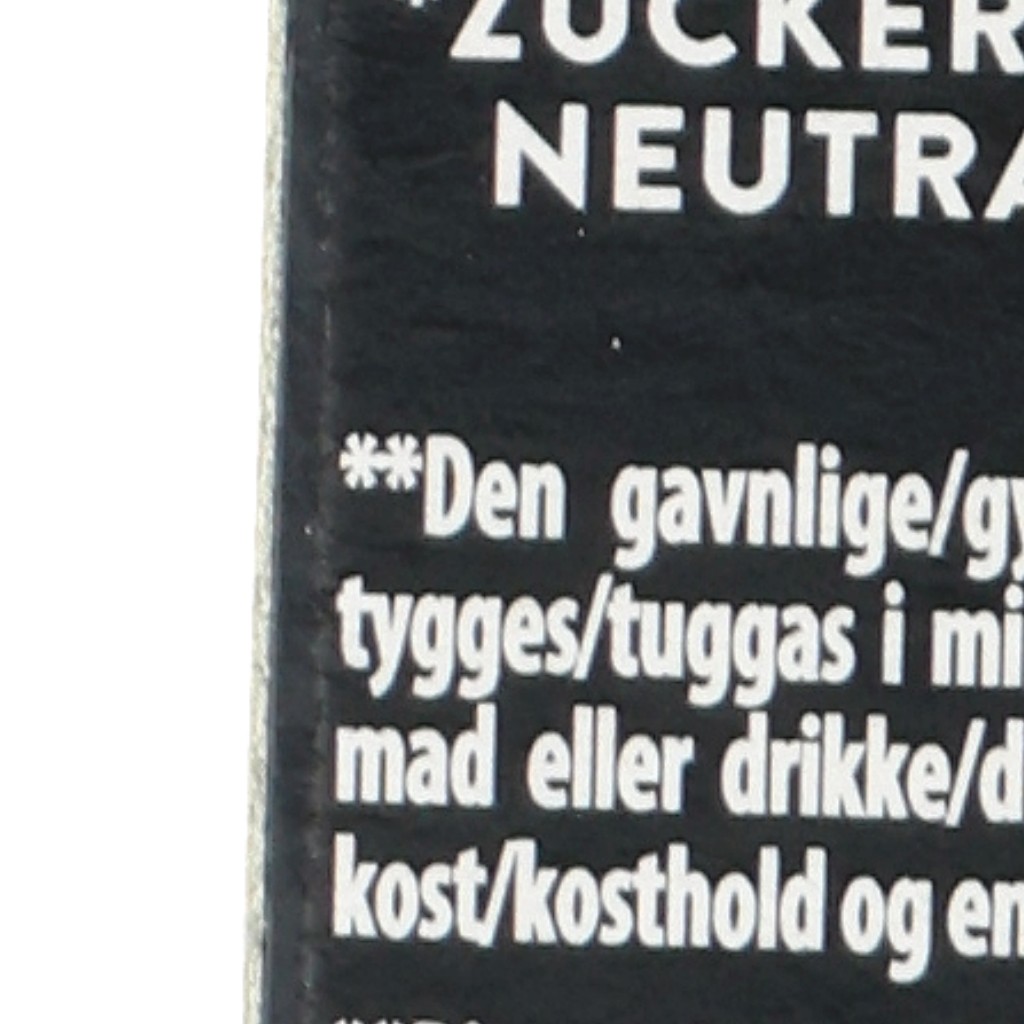 *ZUCKER
NEUTRA
**Den gavnlige/gy
tygges/tuggas i mi
mad eller drikke/d
kost/kosthold og en